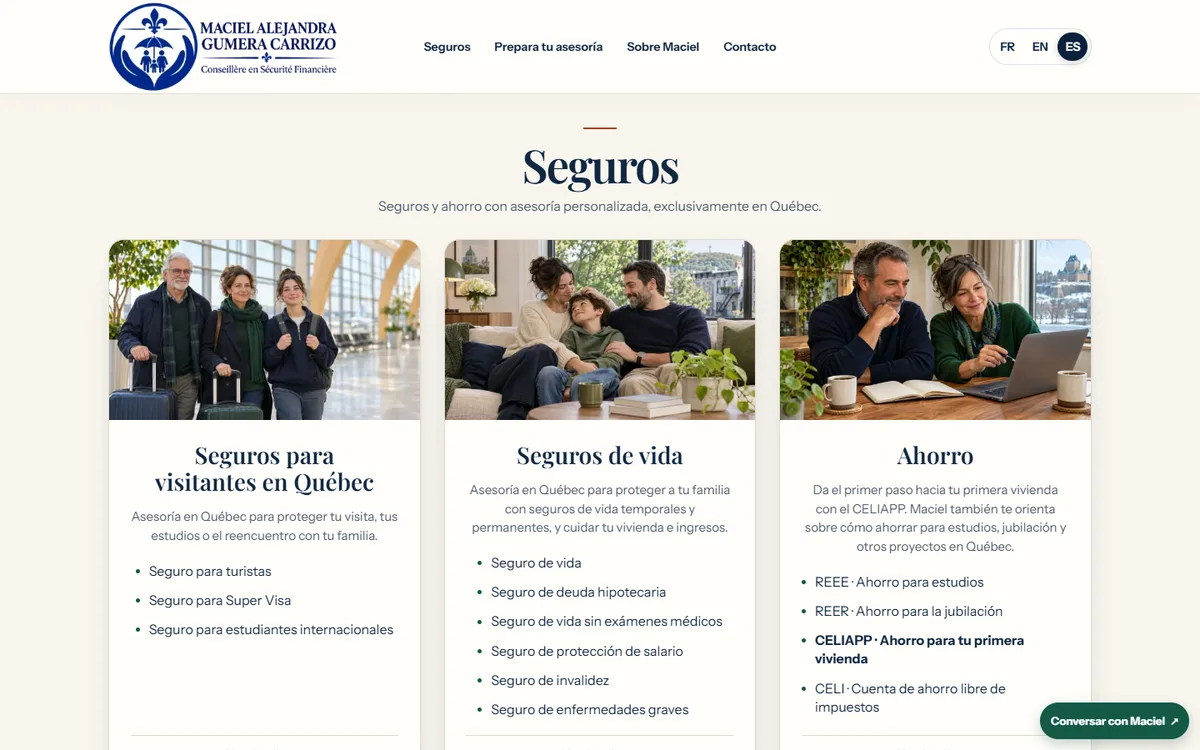 MACIEL ALEJANDRA
GUMERA CARRIZO
Conseillère en Sécurité Financière
Seguros
Prepara tu asesoría
Sobre Maciel
Contacto
FR
EN
ES
Seguros
Seguros y ahorro con asesoría personalizada, exclusivamente en Québec.
Seguros para
visitantes en Québec
Asesoría en Québec para proteger tu visita, tus
estudios o el reencuentro con tu familia.
• Seguro para turistas
• Seguro para Super Visa
• Seguro para estudiantes internacionales
Seguros de vida
Asesoría en Québec para proteger a tu familia
con seguros de vida temporales y
permanentes, y cuidar tu vivienda e ingresos.
• Seguro de vida
• Seguro de deuda hipotecaria
• Seguro de vida sin exámenes médicos
• Seguro de protección de salario
• Seguro de invalidez
• Seguro de enfermedades graves
Ahorro
Da el primer paso hacia tu primera vivienda
con el CELIAPP. Maciel también te orienta
sobre cómo ahorrar para estudios, jubilación y
otros proyectos en Québec.
• REEE · Ahorro para estudios
• REER · Ahorro para la jubilación
• CELIAPP · Ahorro para tu primera
vivienda
• CELI · Cuenta de ahorro libre de
impuestos
Conversar con Maciel ↗